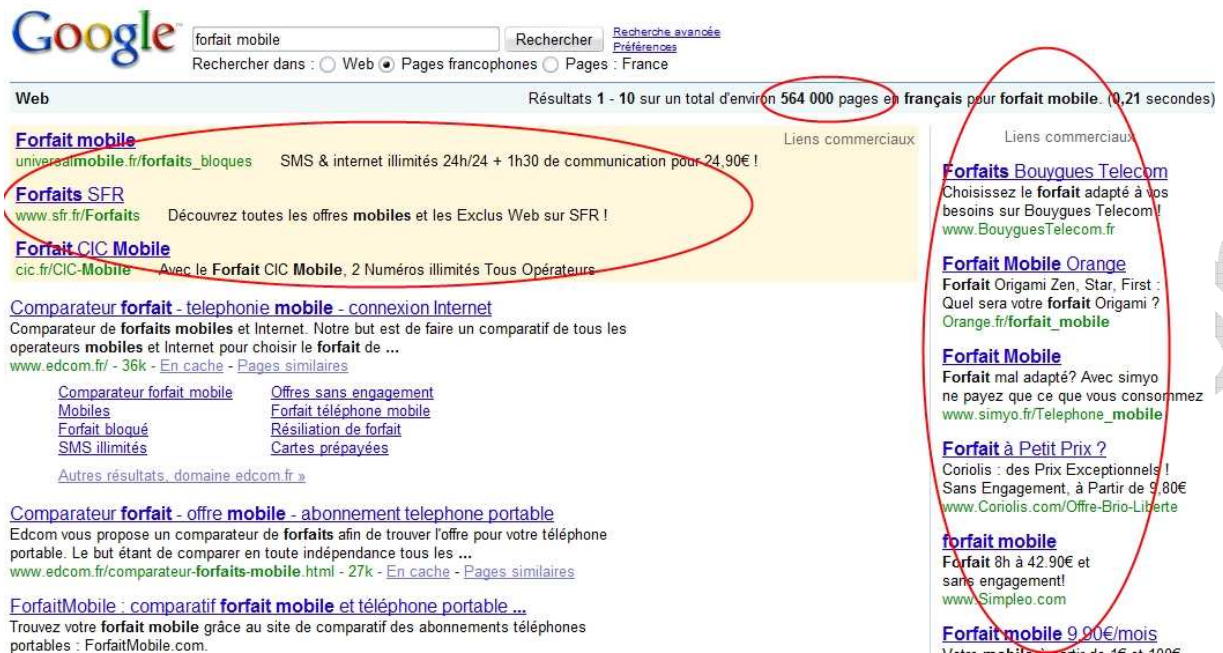 Google
forfait mobile Rechercher Recherche avancée
Préférences
Rechercher dans : Web Pages francophones Pages : France
Web Résultats 1 - 10 sur un total d'environ 564 000 pages en français pour forfait mobile. (0,21 secondes)
Forfait mobile Liens commerciaux
universalmobile.fr/forfaits_bloques SMS & internet illimités 24h/24 + 1h30 de communication pour 24,90€ !
Forfaits SFR
www.sfr.fr/Forfaits Découvrez toutes les offres mobiles et les Exclus Web sur SFR !
Forfait CIC Mobile
cic.fr/CIC-Mobile Avec le Forfait CIC Mobile, 2 Numéros illimités Tous Opérateurs
Comparateur forfait - telephonie mobile - connexion Internet
Comparateur de forfaits mobiles et Internet. Notre but est de faire un comparatif de tous les
operateurs mobiles et Internet pour choisir le forfait de ...
www.edcom.fr/ - 36k - En cache - Pages similaires
Comparateur forfait mobile Offres sans engagement
Mobiles Forfait téléphone mobile
Forfait bloqué Résiliation de forfait
SMS illimités Cartes prépayées
Autres résultats, domaine edcom.fr »
Comparateur forfait - offre mobile - abonnement telephone portable
Edcom vous propose un comparateur de forfaits afin de trouver l'offre pour votre téléphone
portable. Le but étant de comparer en toute indépendance tous les ...
www.edcom.fr/comparateur-forfaits-mobile.html - 27k - En cache - Pages similaires
ForfaitMobile : comparatif forfait mobile et téléphone portable ...
Trouvez votre forfait mobile grâce au site de comparatif des abonnements téléphones
portables : ForfaitMobile.com.
Liens commerciaux
Forfaits Bouygues Telecom
Choisissez le forfait adapté à vos
besoins sur Bouygues Telecom !
www.BouyguesTelecom.fr
Forfait Mobile Orange
Forfait Origami Zen, Star, First :
Quel sera votre forfait Origami ?
Orange.fr/forfait_mobile
Forfait Mobile
Forfait mal adapté? Avec simyo
ne payez que ce que vous consommez
www.simyo.fr/Telephone_mobile
Forfait à Petit Prix ?
Coriolis : des Prix Exceptionnels !
Sans Engagement, à Partir de 9,80€
www.Coriolis.com/Offre-Brio-Liberte
forfait mobile
Forfait 8h à 42.90€ et
sans engagement!
www.Simpleo.com
Forfait mobile 9,90€/mois
Votre mobile à partir de 1€ et 100€